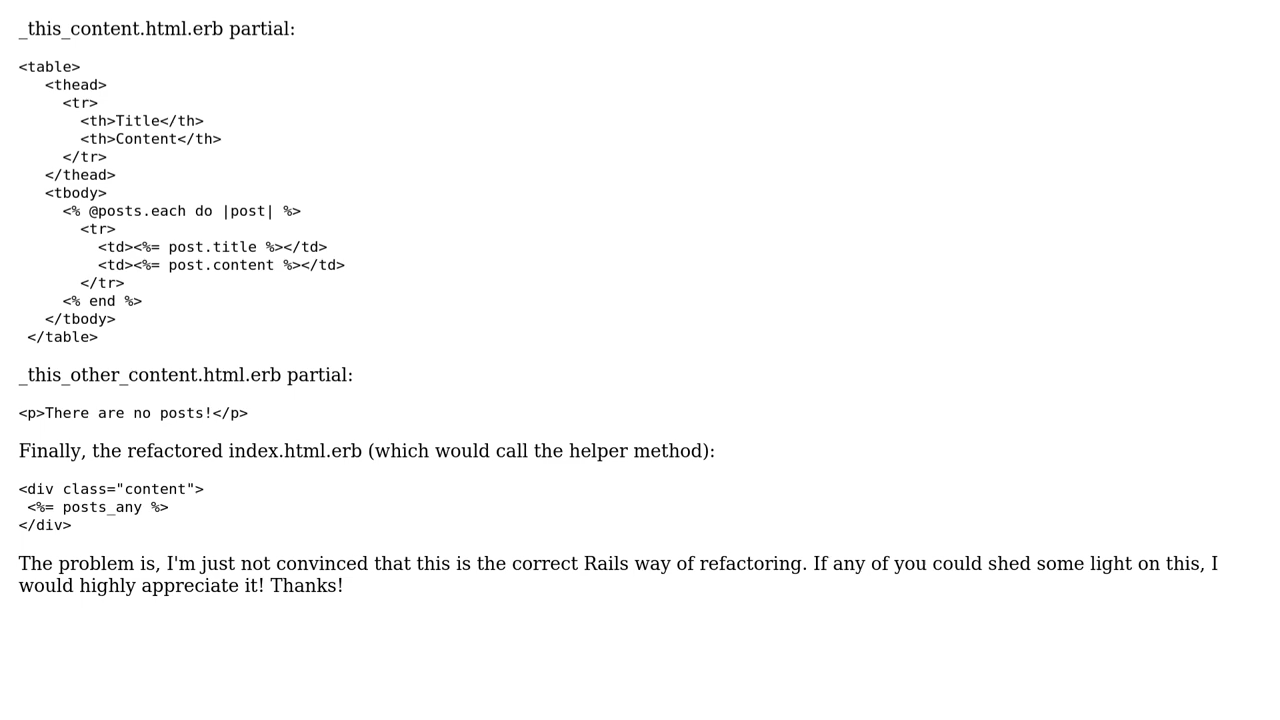 _this_content.html.erb partial:
<table>
   <thead>
     <tr>
       <th>Title</th>
       <th>Content</th>
     </tr>
   </thead>
   <tbody>
     <% @posts.each do |post| %>
       <tr>
         <td><%= post.title %></td>
         <td><%= post.content %></td>
       </tr>
     <% end %>
   </tbody>
 </table>
_this_other_content.html.erb partial:
<p>There are no posts!</p>
Finally, the refactored index.html.erb (which would call the helper method):
<div class="content">
 <%= posts_any %>
</div>
The problem is, I'm just not convinced that this is the correct Rails way of refactoring. If any of you could shed some light on this, I
would highly appreciate it! Thanks!